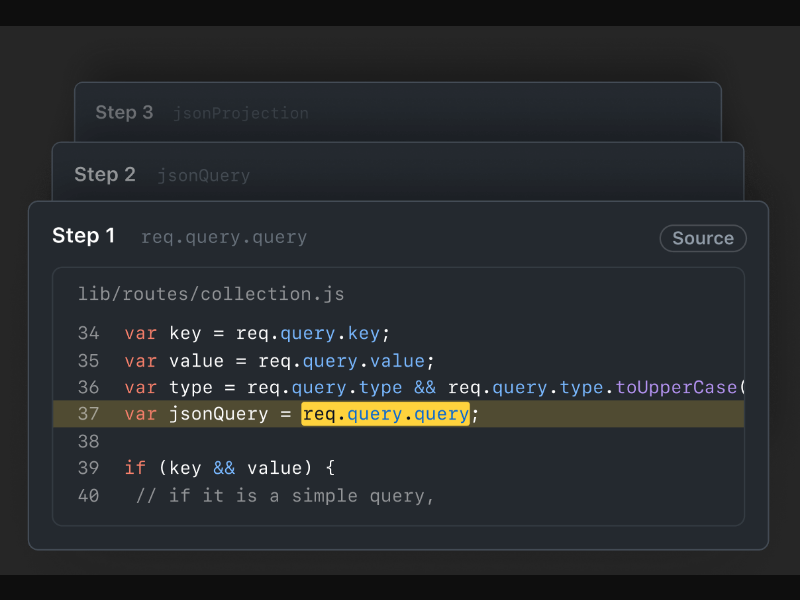 Step 3 jsonProjection
Step 2 jsonQuery
Step 1 req.query.query Source
lib/routes/collection.js
34 var key = req.query.key;
35 var value = req.query.value;
36 var type = req.query.type && req.query.type.toUpperCase(
37 var jsonQuery = req.query.query;
38
39 if (key && value) {
40 // if it is a simple query,